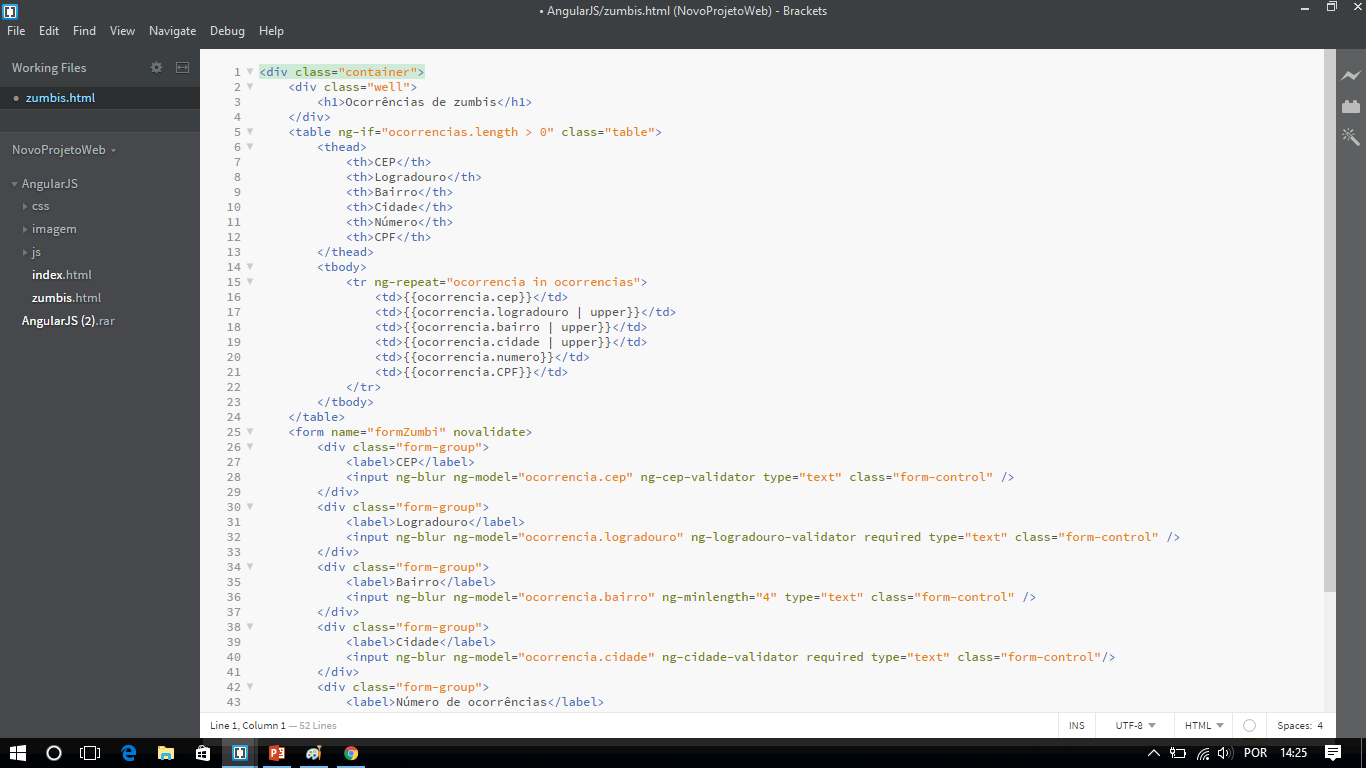 • AngularJS/zumbis.html (NovoProjetoWeb) - Brackets
File Edit Find View Navigate Debug Help
Working Files
• zumbis.html
NovoProjetoWeb
AngularJS
css
imagem
js
index.html
zumbis.html
AngularJS (2).rar
1 <div class="container">
2 <div class="well">
3 <h1>Ocorrências de zumbis</h1>
4 </div>
5 <table ng-if="ocorrencias.length > 0" class="table">
6 <thead>
7 <th>CEP</th>
8 <th>Logradouro</th>
9 <th>Bairro</th>
10 <th>Cidade</th>
11 <th>Número</th>
12 <th>CPF</th>
13 </thead>
14 <tbody>
15 <tr ng-repeat="ocorrencia in ocorrencias">
16 <td>{{ocorrencia.cep}}</td>
17 <td>{{ocorrencia.logradouro | upper}}</td>
18 <td>{{ocorrencia.bairro | upper}}</td>
19 <td>{{ocorrencia.cidade | upper}}</td>
20 <td>{{ocorrencia.numero}}</td>
21 <td>{{ocorrencia.CPF}}</td>
22 </tr>
23 </tbody>
24 </table>
25 <form name="formZumbi" novalidate>
26 <div class="form-group">
27 <label>CEP</label>
28 <input ng-blur ng-model="ocorrencia.cep" ng-cep-validator type="text" class="form-control" />
29 </div>
30 <div class="form-group">
31 <label>Logradouro</label>
32 <input ng-blur ng-model="ocorrencia.logradouro" ng-logradouro-validator required type="text" class="form-control" />
33 </div>
34 <div class="form-group">
35 <label>Bairro</label>
36 <input ng-blur ng-model="ocorrencia.bairro" ng-minlength="4" type="text" class="form-control" />
37 </div>
38 <div class="form-group">
39 <label>Cidade</label>
40 <input ng-blur ng-model="ocorrencia.cidade" ng-cidade-validator required type="text" class="form-control"/>
41 </div>
42 <div class="form-group">
43 <label>Número de ocorrências</label>
Line 1, Column 1 — 52 Lines INS UTF-8 HTML Spaces: 4
POR 14:25